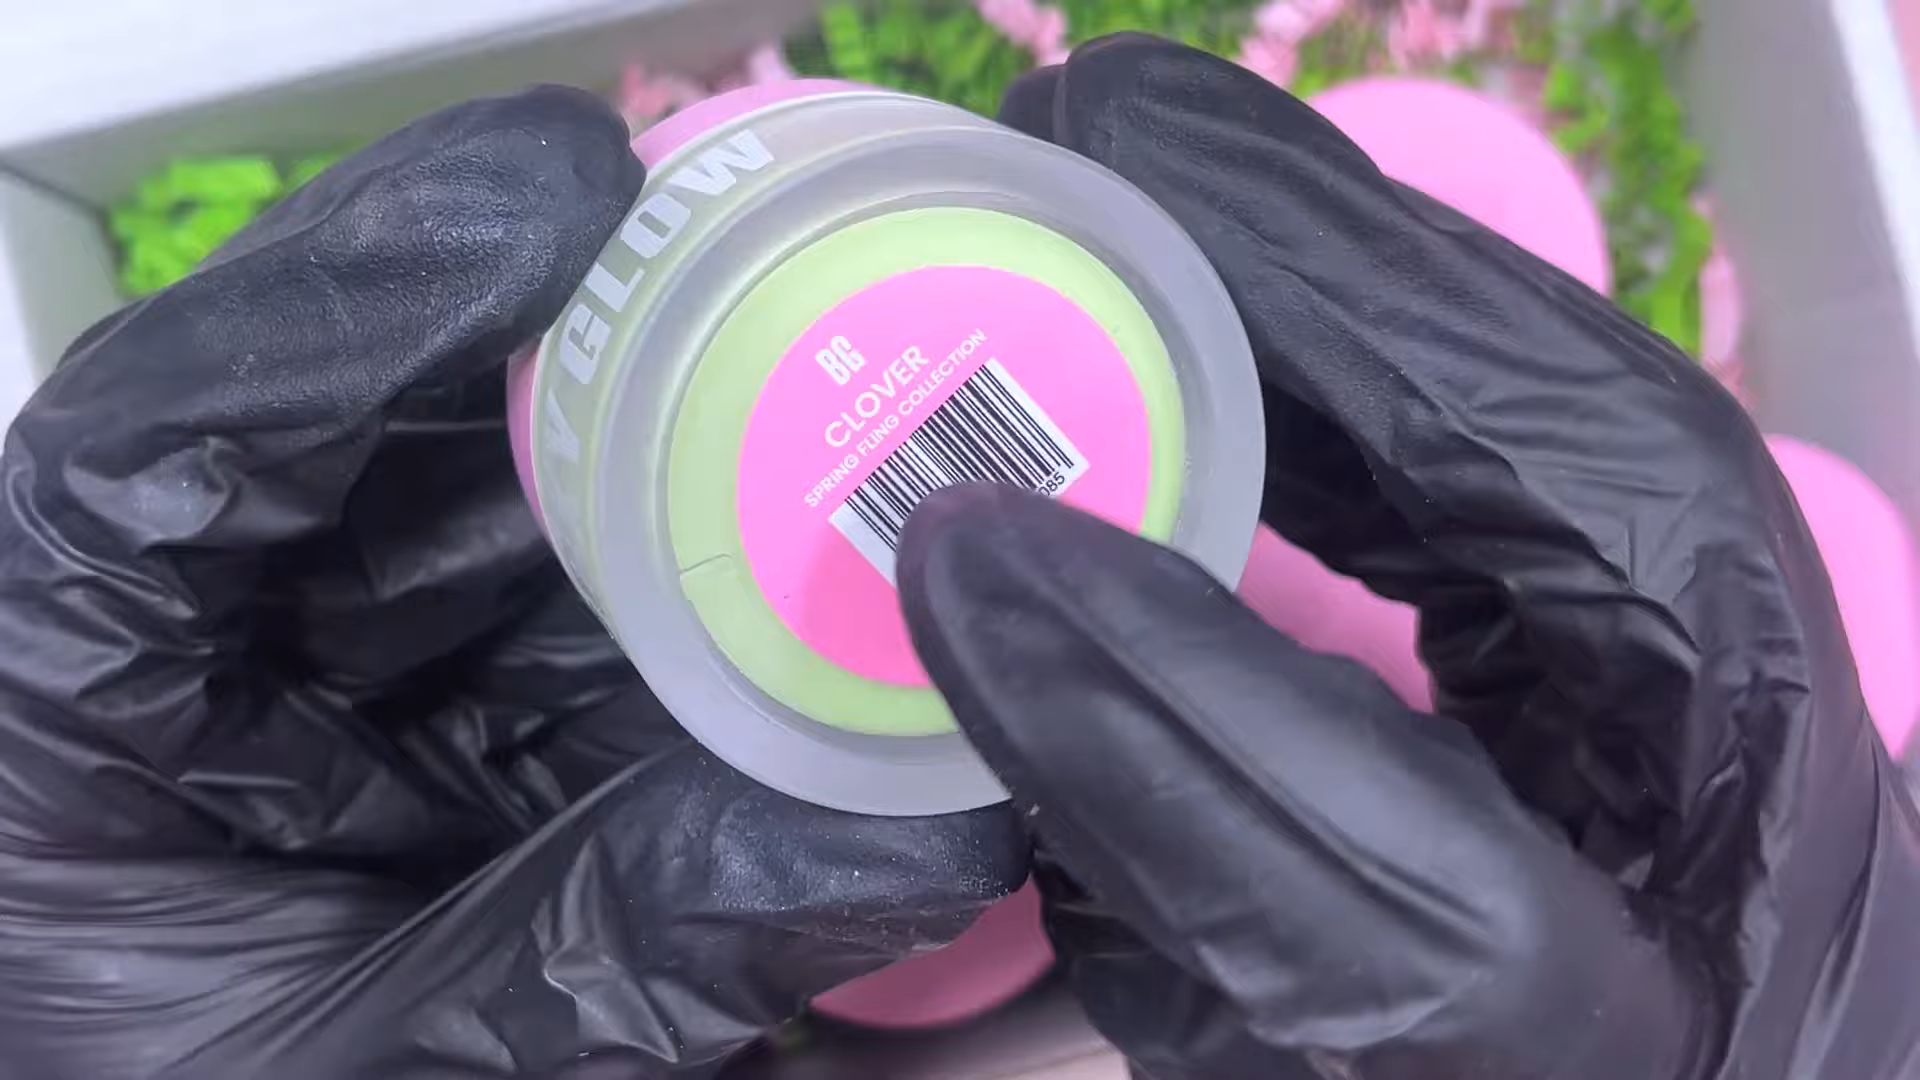 GLOW
BG
CLOVER
SPRING FLING COLLECTION
085